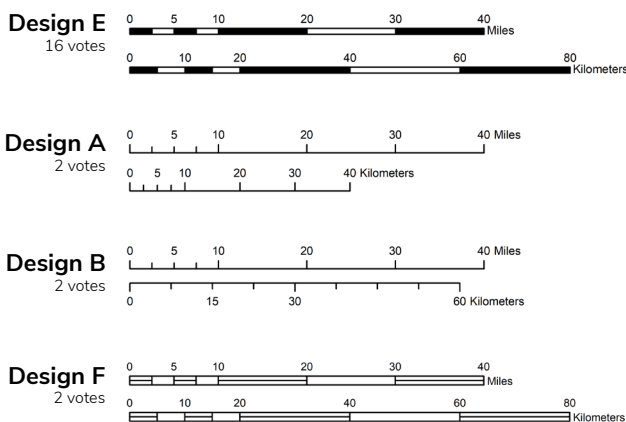 Design E
16 votes
0 5 10 20 30 40
Miles
0 10 20 40 60 80
Kilometers
Design A
2 votes
0 5 10 20 30 40 Miles
0 5 10 20 30 40 Kilometers
Design B
2 votes
0 5 10 20 30 40 Miles
0 15 30 60 Kilometers
Design F
2 votes
0 5 10 20 30 40
Miles
0 10 20 40 60 80
Kilometers